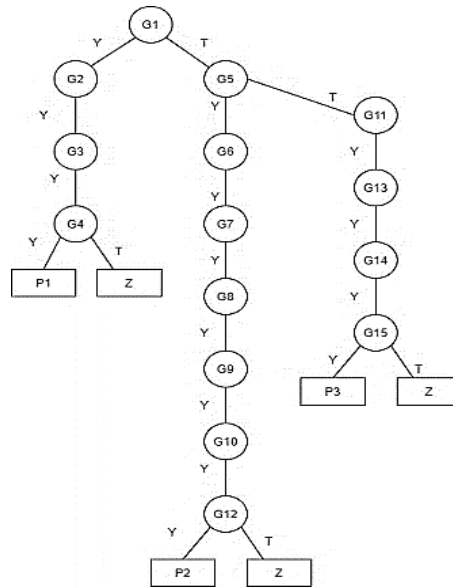 G1
Y T
G2 G5
Y Y T
G11
G3 G6 Y
Y Y G13
G4 G7 Y
Y T Y G14
P1 Z G8 Y
Y G15
G9 Y T
Y P3 Z
G10
Y
G12
Y T
P2 Z